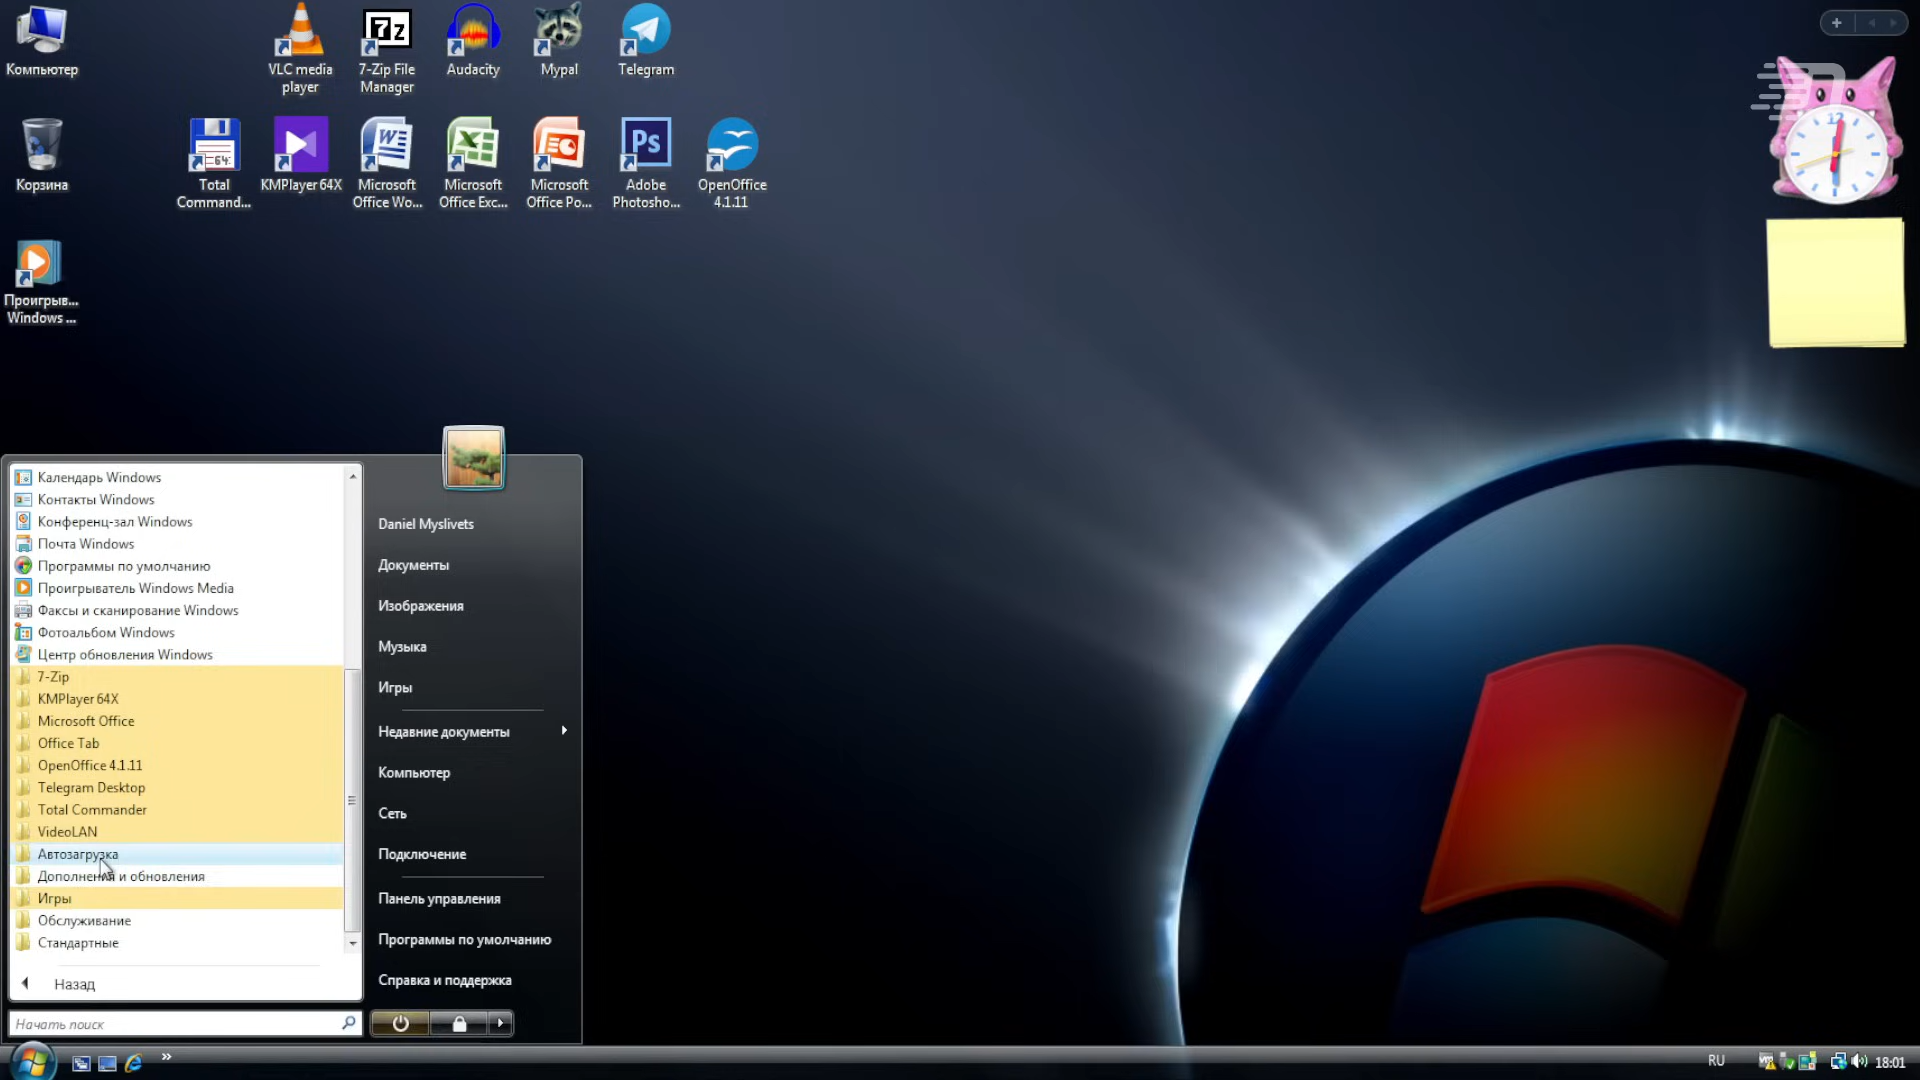 Компьютер
VLC media
player
7-Zip File
Manager
Audacity
Mypal
Telegram
Корзина
Total
Command...
KMPlayer 64X
Microsoft
Office Wo...
Microsoft
Office Exc...
Microsoft
Office Po...
Adobe
Photosho...
OpenOffice
4.1.11
Проигрыв...
Windows ...
12
Календарь Windows
Контакты Windows
Конференц-зал Windows
Почта Windows
Программы по умолчанию
Проигрыватель Windows Media
Факсы и сканирование Windows
Фотоальбом Windows
Центр обновления Windows
7-Zip
KMPlayer 64X
Microsoft Office
Office Tab
OpenOffice 4.1.11
Telegram Desktop
Total Commander
VideoLAN
Автозагрузка
Дополнения и обновления
Игры
Обслуживание
Стандартные
Назад
Начать поиск
Daniel Myslivets
Документы
Изображения
Музыка
Игры
Недавние документы
Компьютер
Сеть
Подключение
Панель управления
Программы по умолчанию
Справка и поддержка
RU
18:01